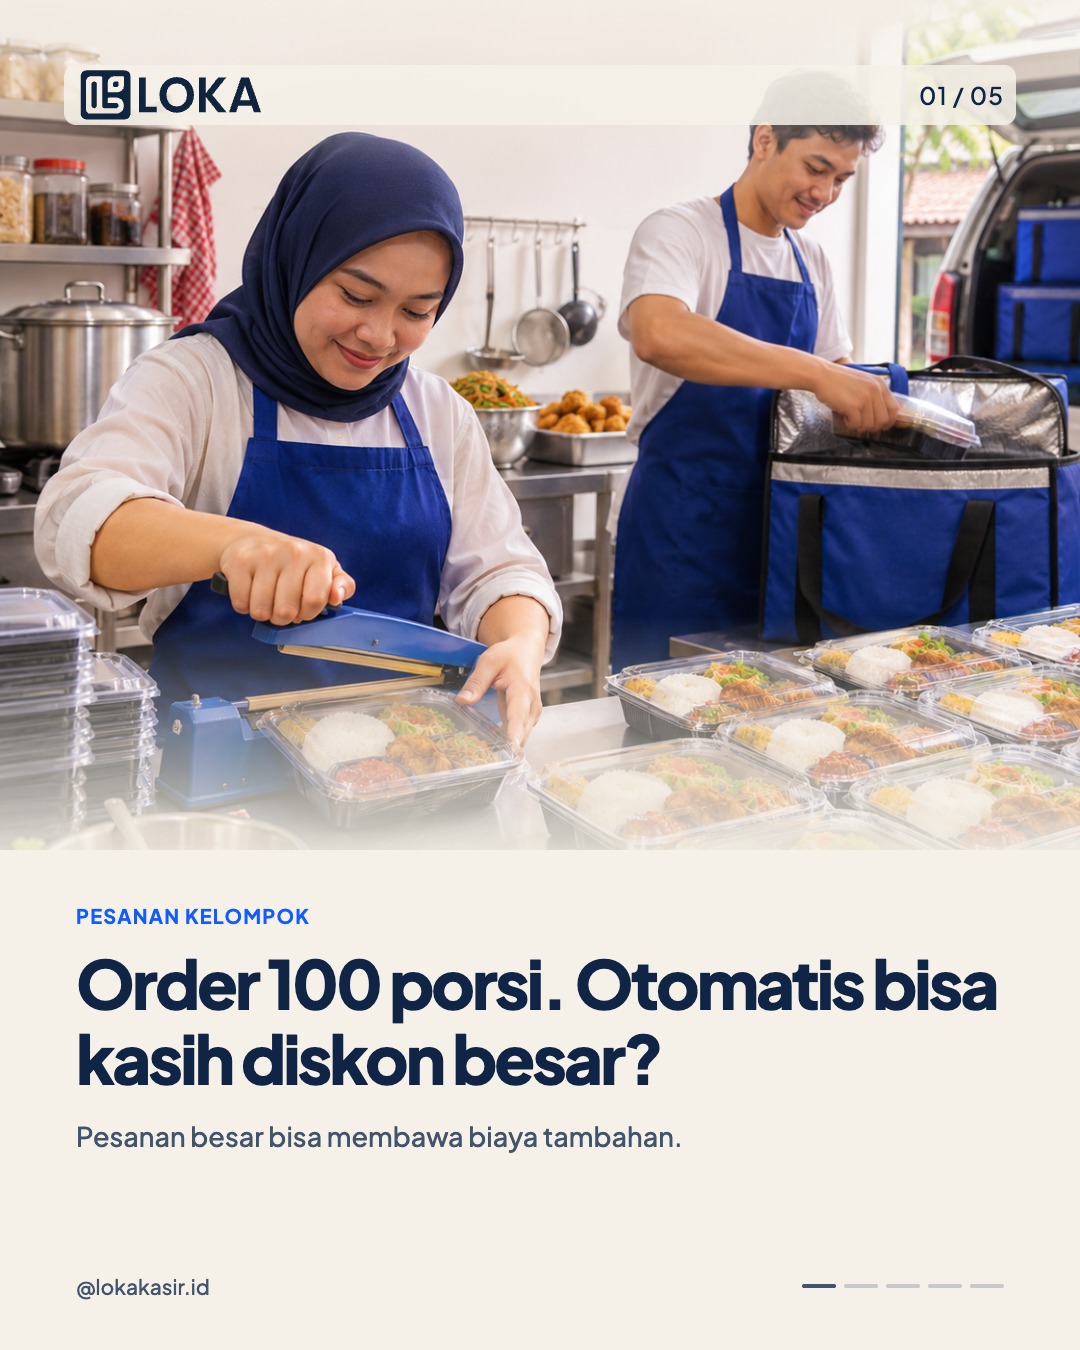 LOKA
01 / 05
PESANAN KELOMPOK
Order 100 porsi. Otomatis bisa
kasih diskon besar?
Pesanan besar bisa membawa biaya tambahan.
@lokakasir.id